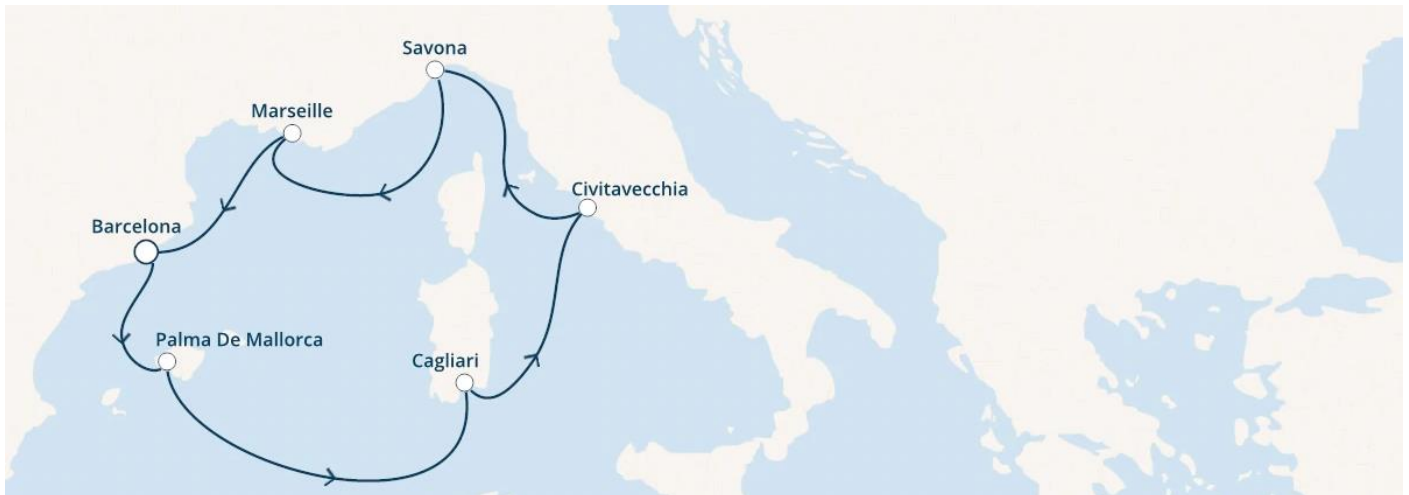 Savona
Marseille
Civitavecchia
Barcelona
Palma De Mallorca
Cagliari